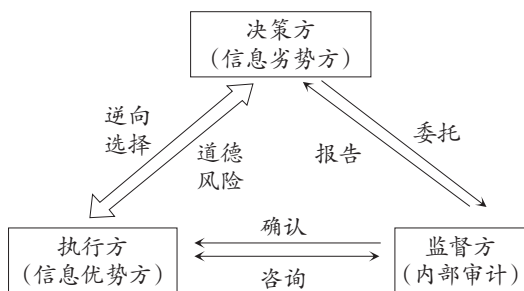 决策方
（信息劣势方）
逆向
选择
道德
风险
报告
委托
执行方
（信息优势方）
确认
咨询
监督方
（内部审计）